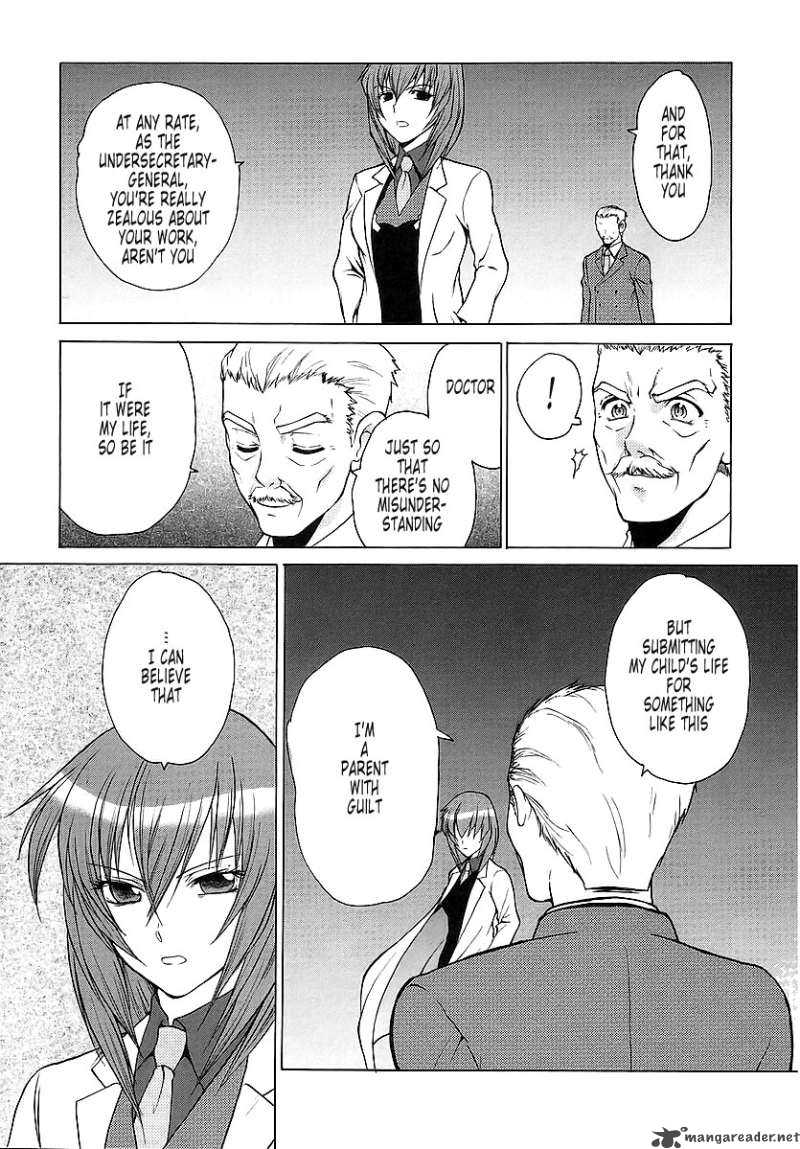 AND
FOR
THAT,
THANK
YOU
AT ANY RATE,
AS THE
UNDERSECRETARY-
GENERAL,
YOU'RE REALLY
ZEALOUS ABOUT
YOUR WORK,
AREN'T YOU
!
DOCTOR
JUST SO
THAT
THERE'S NO
MISUNDER-
STANDING
IF
IT WERE
MY LIFE,
SO BE IT
BUT
SUBMITTING
MY CHILD'S LIFE
FOR
SOMETHING
LIKE THIS
I'M
A
PARENT
WITH
GUILT
...
I CAN
BELIEVE
THAT
mangareader.net